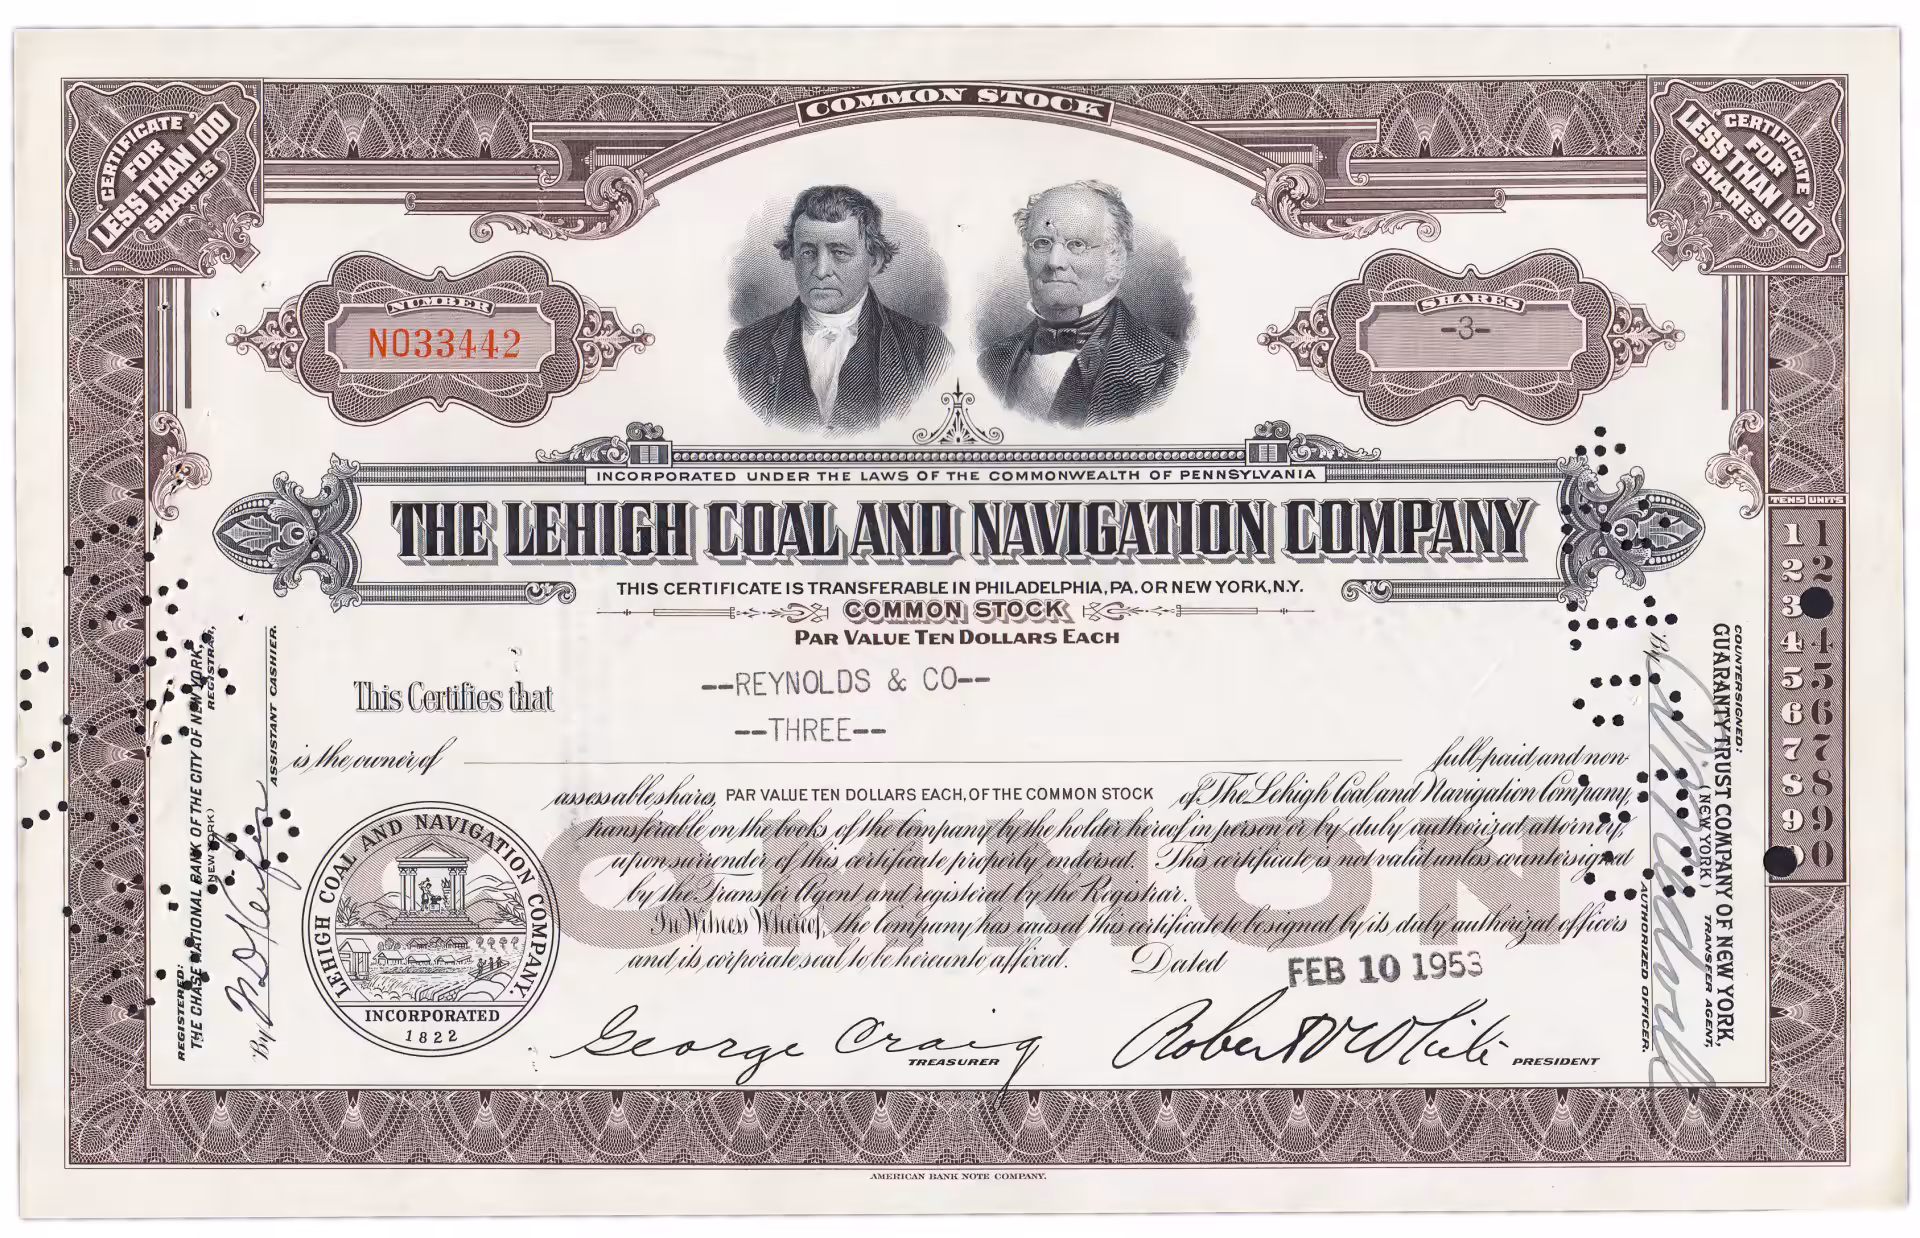 COMMON STOCK
CERTIFICATE
FOR
LESS THAN 100
SHARES
CERTIFICATE
FOR
LESS THAN 100
SHARES
NUMBER
NO33442
SHARES
-3-
INCORPORATED UNDER THE LAWS OF THE COMMONWEALTH OF PENNSYLVANIA
THE LEHIGH COAL AND NAVIGATION COMPANY
THIS CERTIFICATE IS TRANSFERABLE IN PHILADELPHIA, PA. OR NEW YORK, N.Y.
COMMON STOCK
PAR VALUE TEN DOLLARS EACH
This Certifies that --REYNOLDS & CO--
--THREE--
is the owner of full-paid and non-
assessable shares, PAR VALUE TEN DOLLARS EACH, OF THE COMMON STOCK of The Lehigh Coal and Navigation Company,
transferable on the books of the Company by the holder hereof in person or by duly authorized attorney,
upon surrender of this certificate properly endorsed. This certificate is not valid unless countersigned
by the Transfer Agent and registered by the Registrar.
In Witness Whereof, the Company has caused this certificate to be signed by its duly authorized officers
and its corporate seal to be hereunto affixed. Dated FEB 10 1953
COMMON
George Craig
TREASURER
Robert V White
PRESIDENT
LEHIGH COAL AND NAVIGATION COMPANY.
INCORPORATED
1822
REGISTERED:
THE CHASE NATIONAL BANK OF THE CITY OF NEW YORK,
(NEW YORK) REGISTRAR,
By
ASSISTANT CASHIER.
COUNTERSIGNED:
GUARANTY TRUST COMPANY OF NEW YORK,
(NEW YORK) TRANSFER AGENT,
By
AUTHORIZED OFFICER.
TENS UNITS
1 1
2 2
3
4 4
5 5
6 6
7 7
8 8
9 9
0 0
AMERICAN BANK NOTE COMPANY.